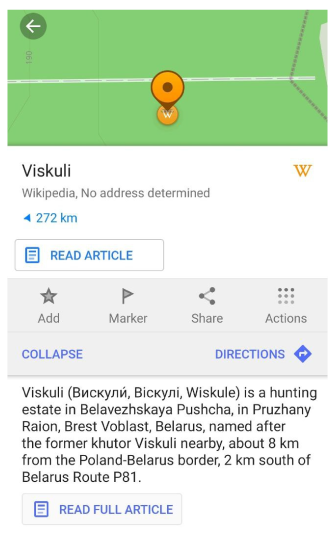 190
W
Viskuli
W
Wikipedia, No address determined
272 km
READ ARTICLE
Add
Marker
Share
Actions
COLLAPSE
DIRECTIONS
Viskuli (Вискули́, Віскулі, Wiskule) is a hunting
estate in Belavezhskaya Pushcha, in Pruzhany
Raion, Brest Voblast, Belarus, named after
the former khutor Viskuli nearby, about 8 km
from the Poland-Belarus border, 2 km south of
Belarus Route P81.
READ FULL ARTICLE